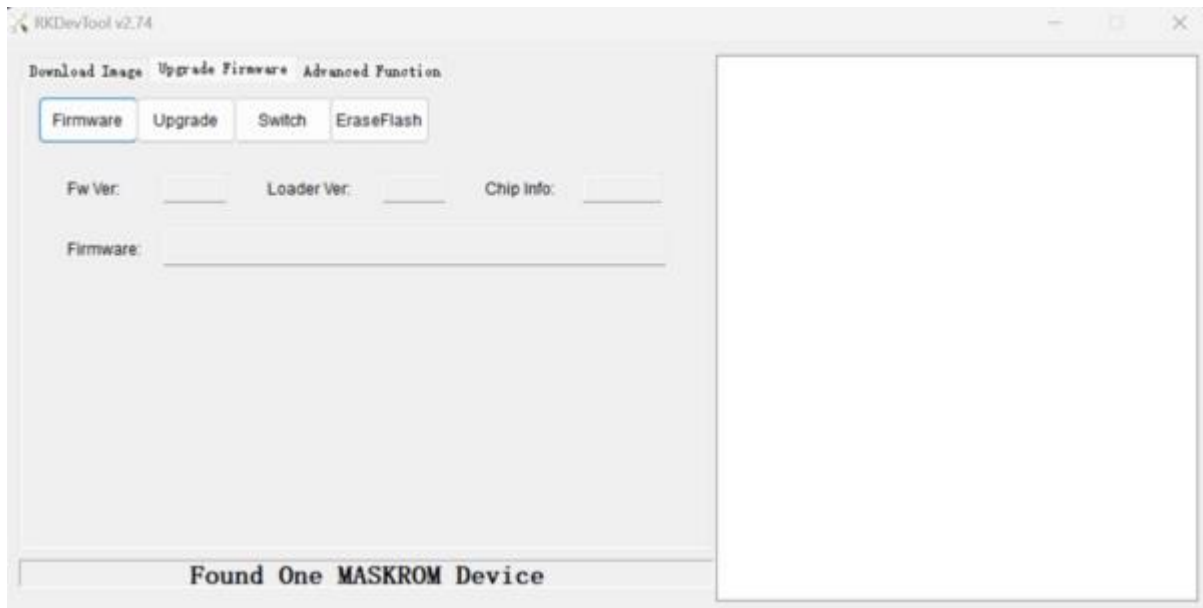 RKDevTool v2.74
Download Image Upgrade Firmware Advanced Function
Firmware Upgrade Switch EraseFlash
Fw Ver: Loader Ver: Chip Info:
Firmware:
Found One MASKROM Device